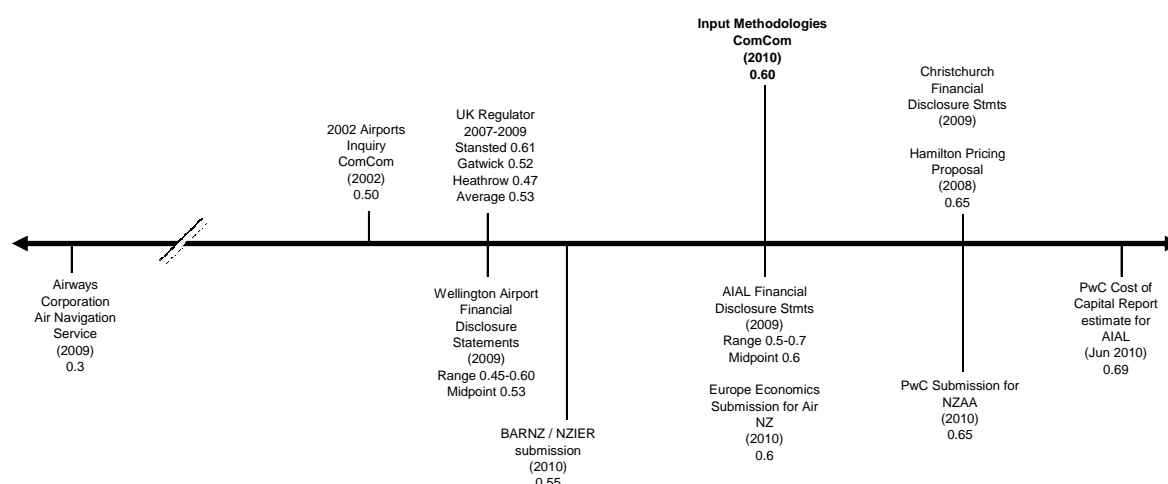 Input Methodologies
ComCom
(2010)
0.60
Christchurch
Financial
Disclosure Stmts
(2009)
Hamilton Pricing
Proposal
(2008)
0.65
UK Regulator
2007-2009
Stansted 0.61
Gatwick 0.52
Heathrow 0.47
Average 0.53
2002 Airports
Inquiry
ComCom
(2002)
0.50
Airways
Corporation
Air Navigation
Service
(2009)
0.3
Wellington Airport
Financial
Disclosure
Statements
(2009)
Range 0.45-0.60
Midpoint 0.53
BARNZ / NZIER
submission
(2010)
0.55
AIAL Financial
Disclosure Stmts
(2009)
Range 0.5-0.7
Midpoint 0.6
Europe Economics
Submission for Air
NZ
(2010)
0.6
PwC Submission for
NZAA
(2010)
0.65
PwC Cost of
Capital Report
estimate for
AIAL
(Jun 2010)
0.69